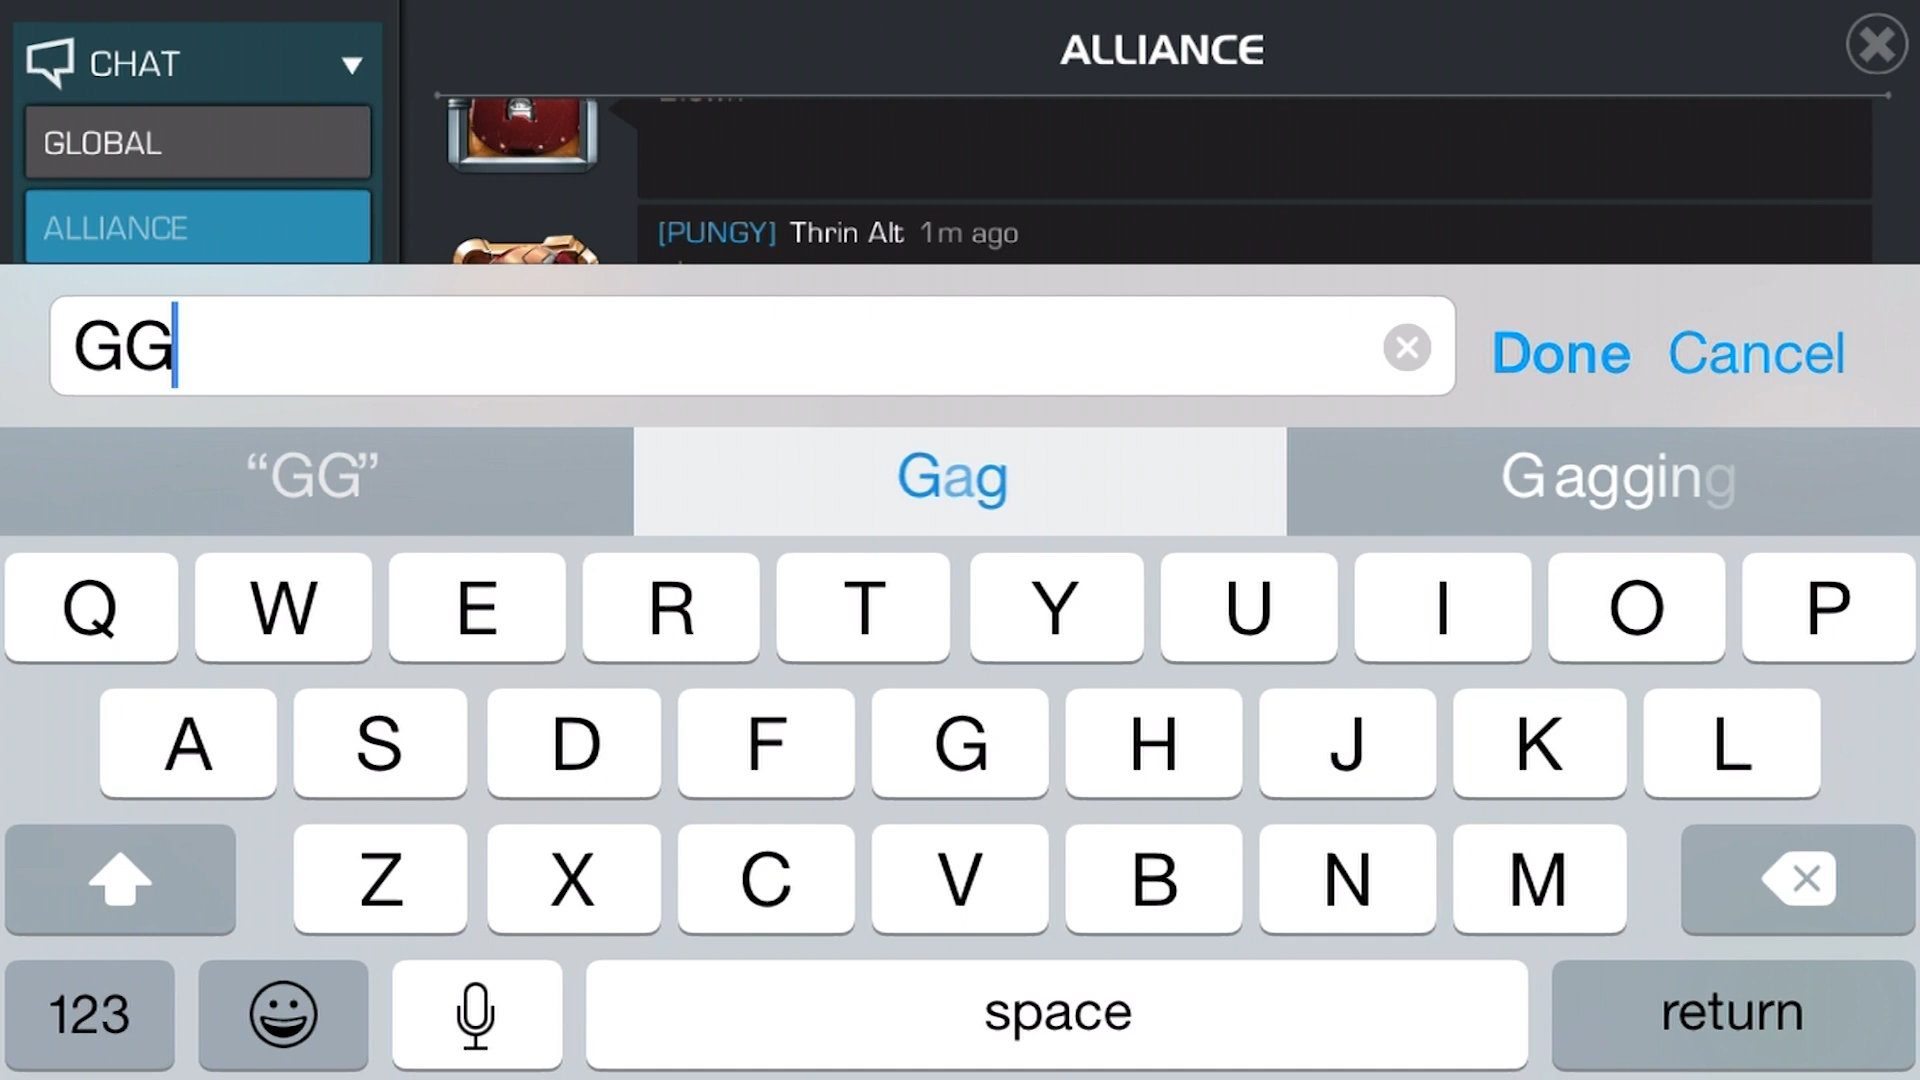 CHAT
ALLIANCE
GLOBAL
ALLIANCE
[PUNGY] Thrin Alt 1m ago
GG
Done Cancel
“GG” Gag Gagging
Q W E R T Y U I O P
A S D F G H J K L
Z X C V B N M
123 space return